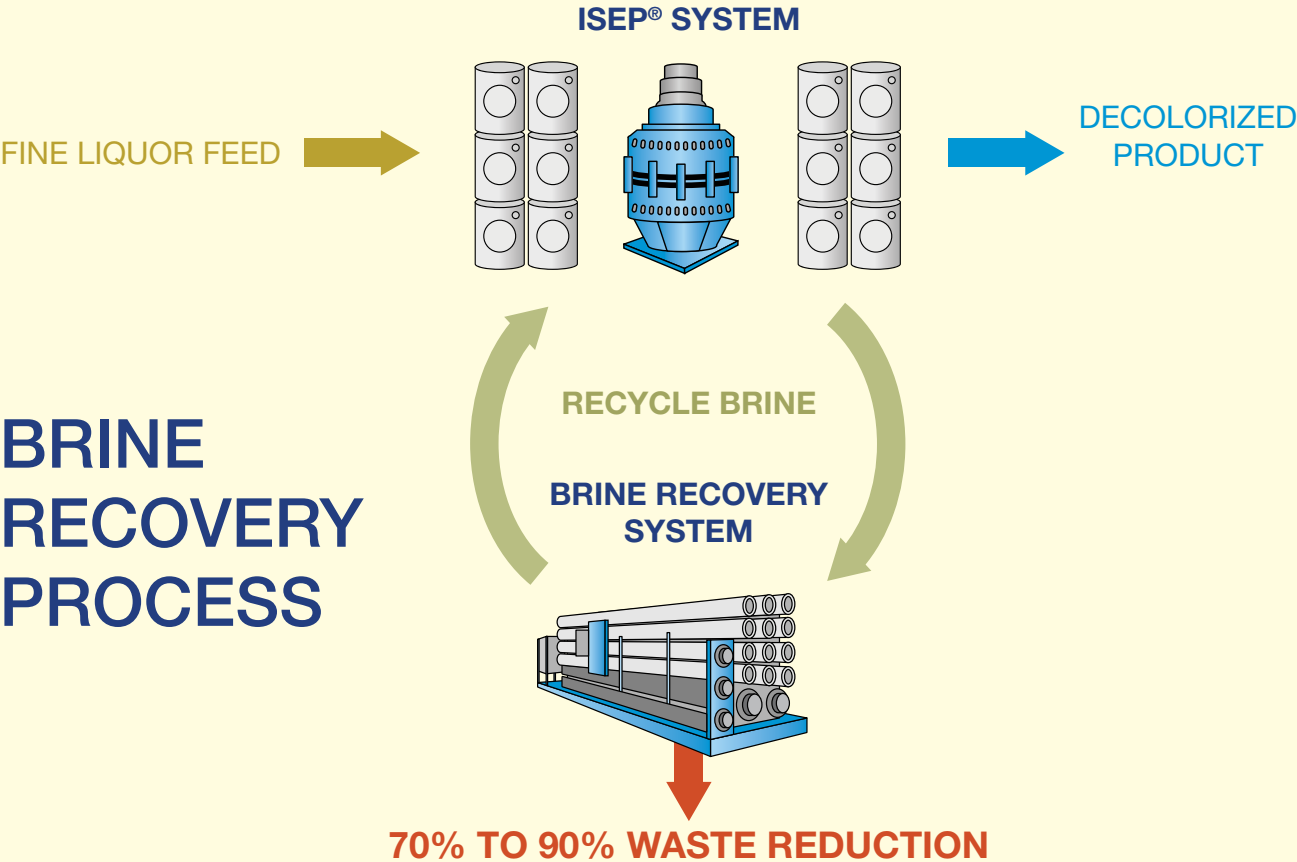 ISEP® SYSTEM
FINE LIQUOR FEED
DECOLORIZED
PRODUCT
RECYCLE BRINE
BRINE
RECOVERY
PROCESS
BRINE RECOVERY
SYSTEM
70% TO 90% WASTE REDUCTION